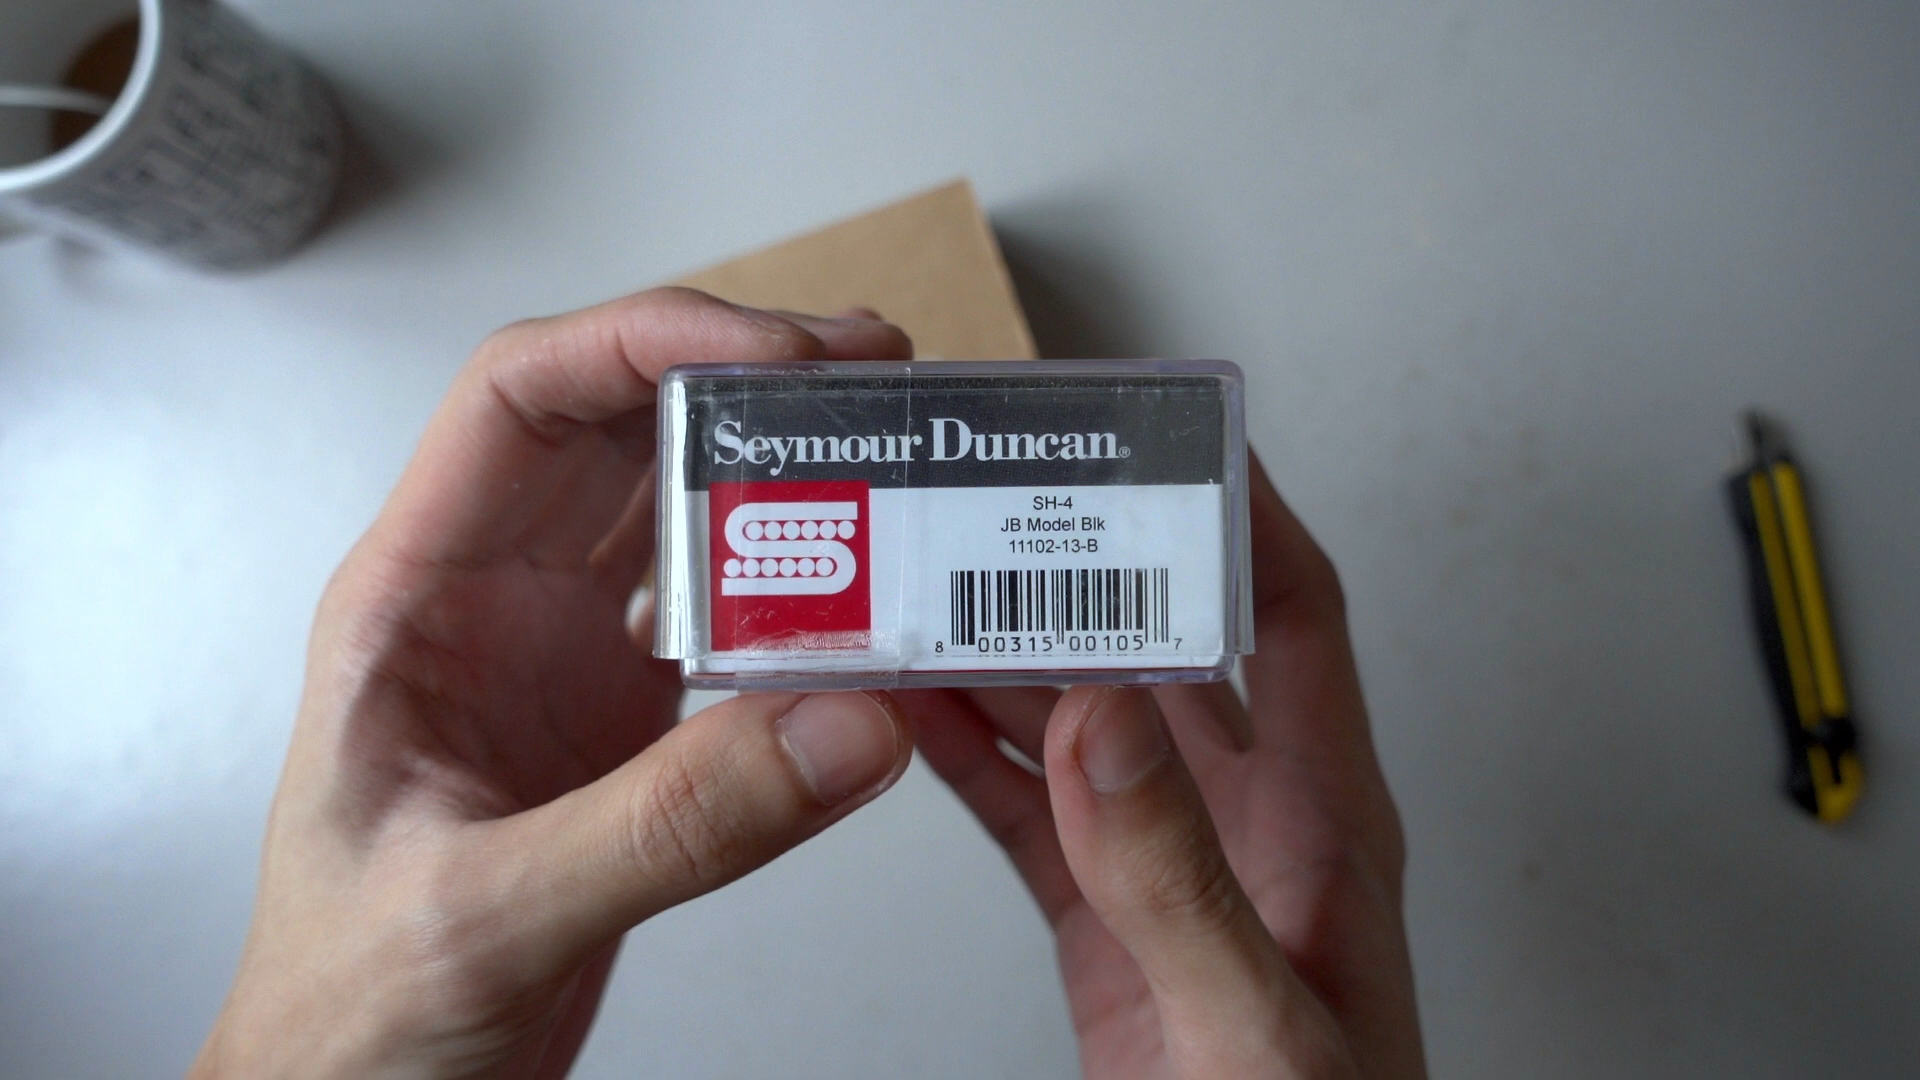 Seymour Duncan®
SH-4
JB Model Blk
11102-13-B
8 00315 00105 7